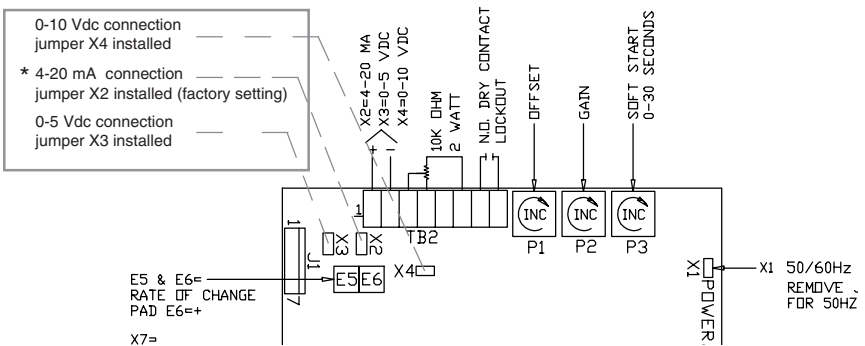 0-10 Vdc connection
jumper X4 installed
* 4-20 mA connection
jumper X2 installed (factory setting)
0-5 Vdc connection
jumper X3 installed
X2=4-20 MA
X3=0-5 VDC
X4=0-10 VDC
+ -
10K OHM
2 WATT
N.O. DRY CONTACT
LOCKOUT
OFFSET
GAIN
SOFT START
0-30 SECONDS
1
TB2
INC
P1
INC
P2
INC
P3
1
J1
7
X3
X2
X4
E5 E6
E5 & E6=
RATE OF CHANGE
PAD E6=+
X7=
X1
POWER
X1 50/60Hz
REMOVE
FOR 50HZ